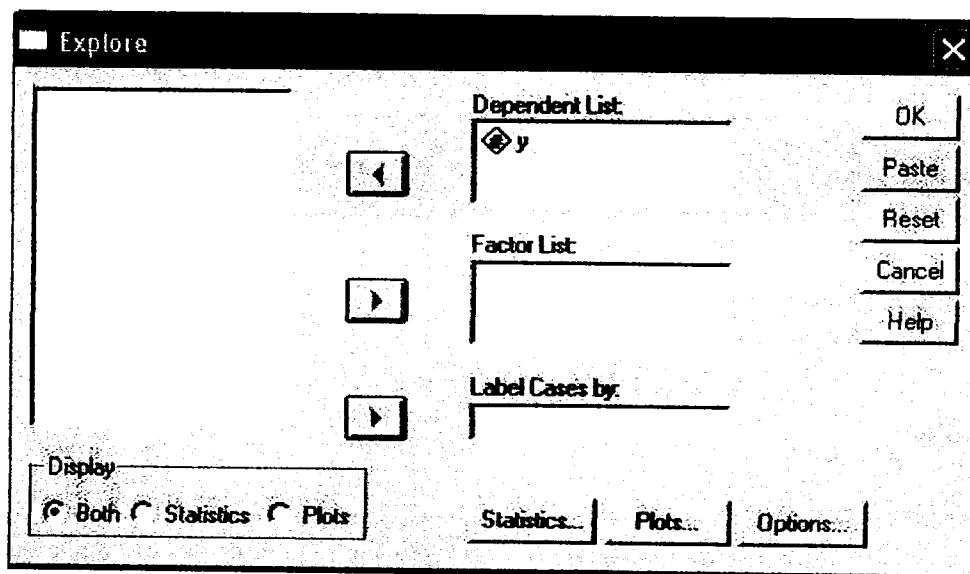 Explore
Dependent List:
y
OK
Paste
Reset
Factor List:
Cancel
Help
Label Cases by:
Display
Both Statistics Plots
Statistics... Plots... Options...